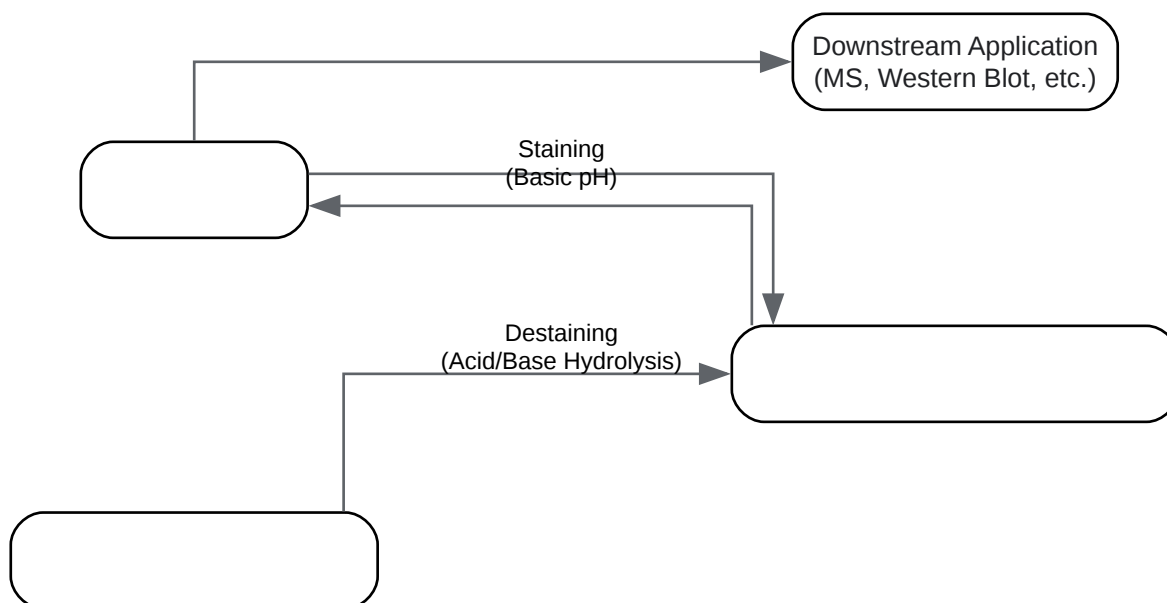 Downstream Application
(MS, Western Blot, etc.)
Staining
(Basic pH)
Destaining
(Acid/Base Hydrolysis)